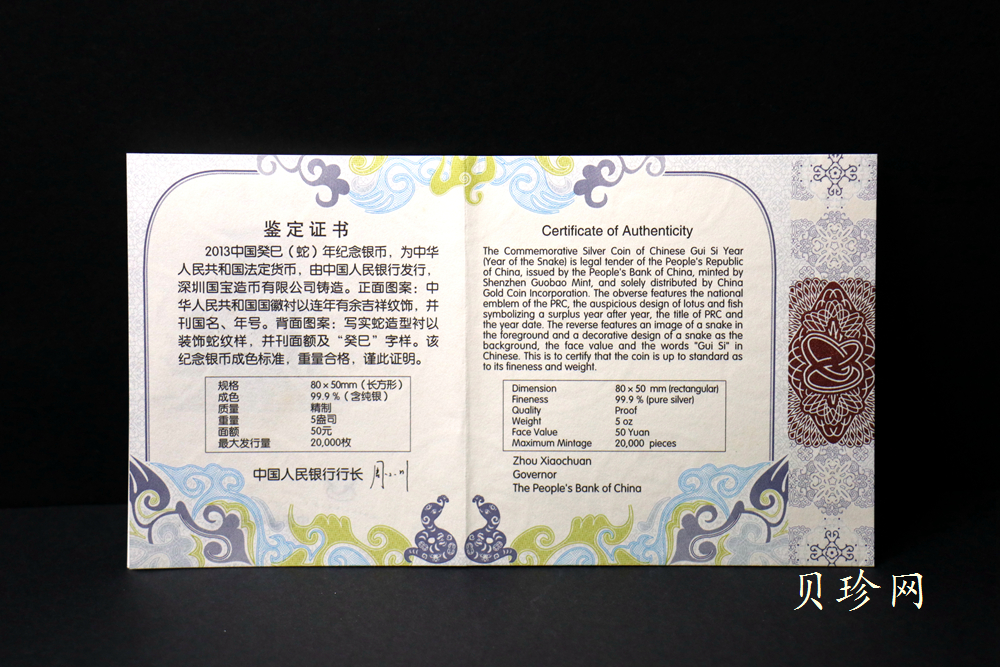 鉴定证书
2013中国癸巳（蛇）年纪念银币，为中华
人民共和国法定货币，由中国人民银行发行，
深圳国宝造币有限公司铸造。正面图案：中
华人民共和国国徽衬以连年有余吉祥纹饰，并
刊国名、年号。背面图案：写实蛇造型衬以
装饰蛇纹样，并刊面额及“癸巳”字样。该
纪念银币成色标准，重量合格，谨此证明。
规格 80×50mm（长方形）
成色 99.9％（含纯银）
质量 精制
重量 5盎司
面额 50元
最大发行量 20,000枚
中国人民银行行长
Certificate of Authenticity
The Commemorative Silver Coin of Chinese Gui Si Year
(Year of the Snake) is legal tender of the People's Republic
of China, issued by the People's Bank of China, minted by
Shenzhen Guobao Mint, and solely distributed by China
Gold Coin Incorporation. The obverse features the national
emblem of the PRC, the auspicious design of lotus and fish
symbolizing a surplus year after year, the title of PRC and
the year date. The reverse features an image of a snake in
the foreground and a decorative design of a snake as the
background, the face value and the words "Gui Si" in
Chinese. This is to certify that the coin is up to standard as
to its fineness and weight.
Dimension 80×50 mm (rectangular)
Fineness 99.9 % (pure silver)
Quality Proof
Weight 5 oz
Face Value 50 Yuan
Maximum Mintage 20,000 pieces
Zhou Xiaochuan
Governor
The People's Bank of China
贝珍网